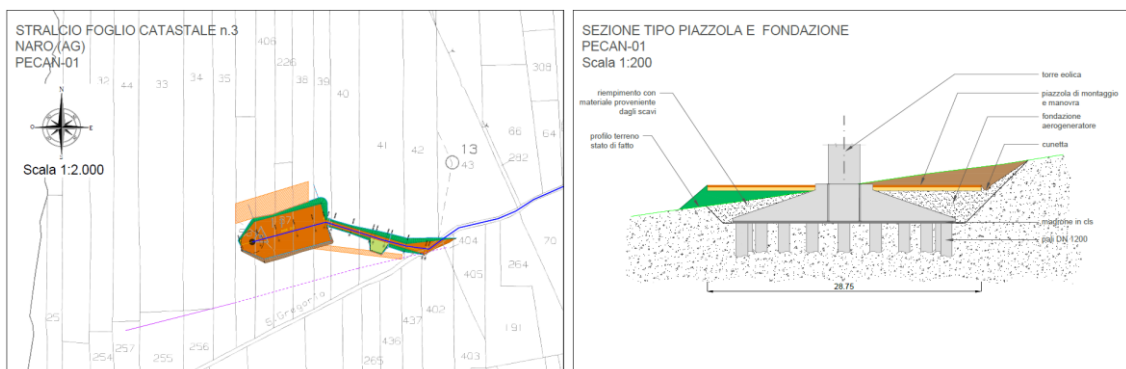 STRALCIO FOGLIO CATASTALE n.3
NARO (AG)
PECAN-01
N
E
Scala 1:2.000
32
44
33
34
35
406
226
38
39
40
41
42
13
43
66
64
282
308
70
404
264
405
S.Gregorio
25
254
257
255
256
402
437
436
265
403
191
SEZIONE TIPO PIAZZOLA E FONDAZIONE
PECAN-01
Scala 1:200
torre eolica
riempimento con
materiale proveniente
dagli scavi
piazzola di montaggio
e manovra
fondazione
aerogeneratore
profilo terreno
stato di fatto
cunetta
magrone in cls
pali DN 1200
28.75